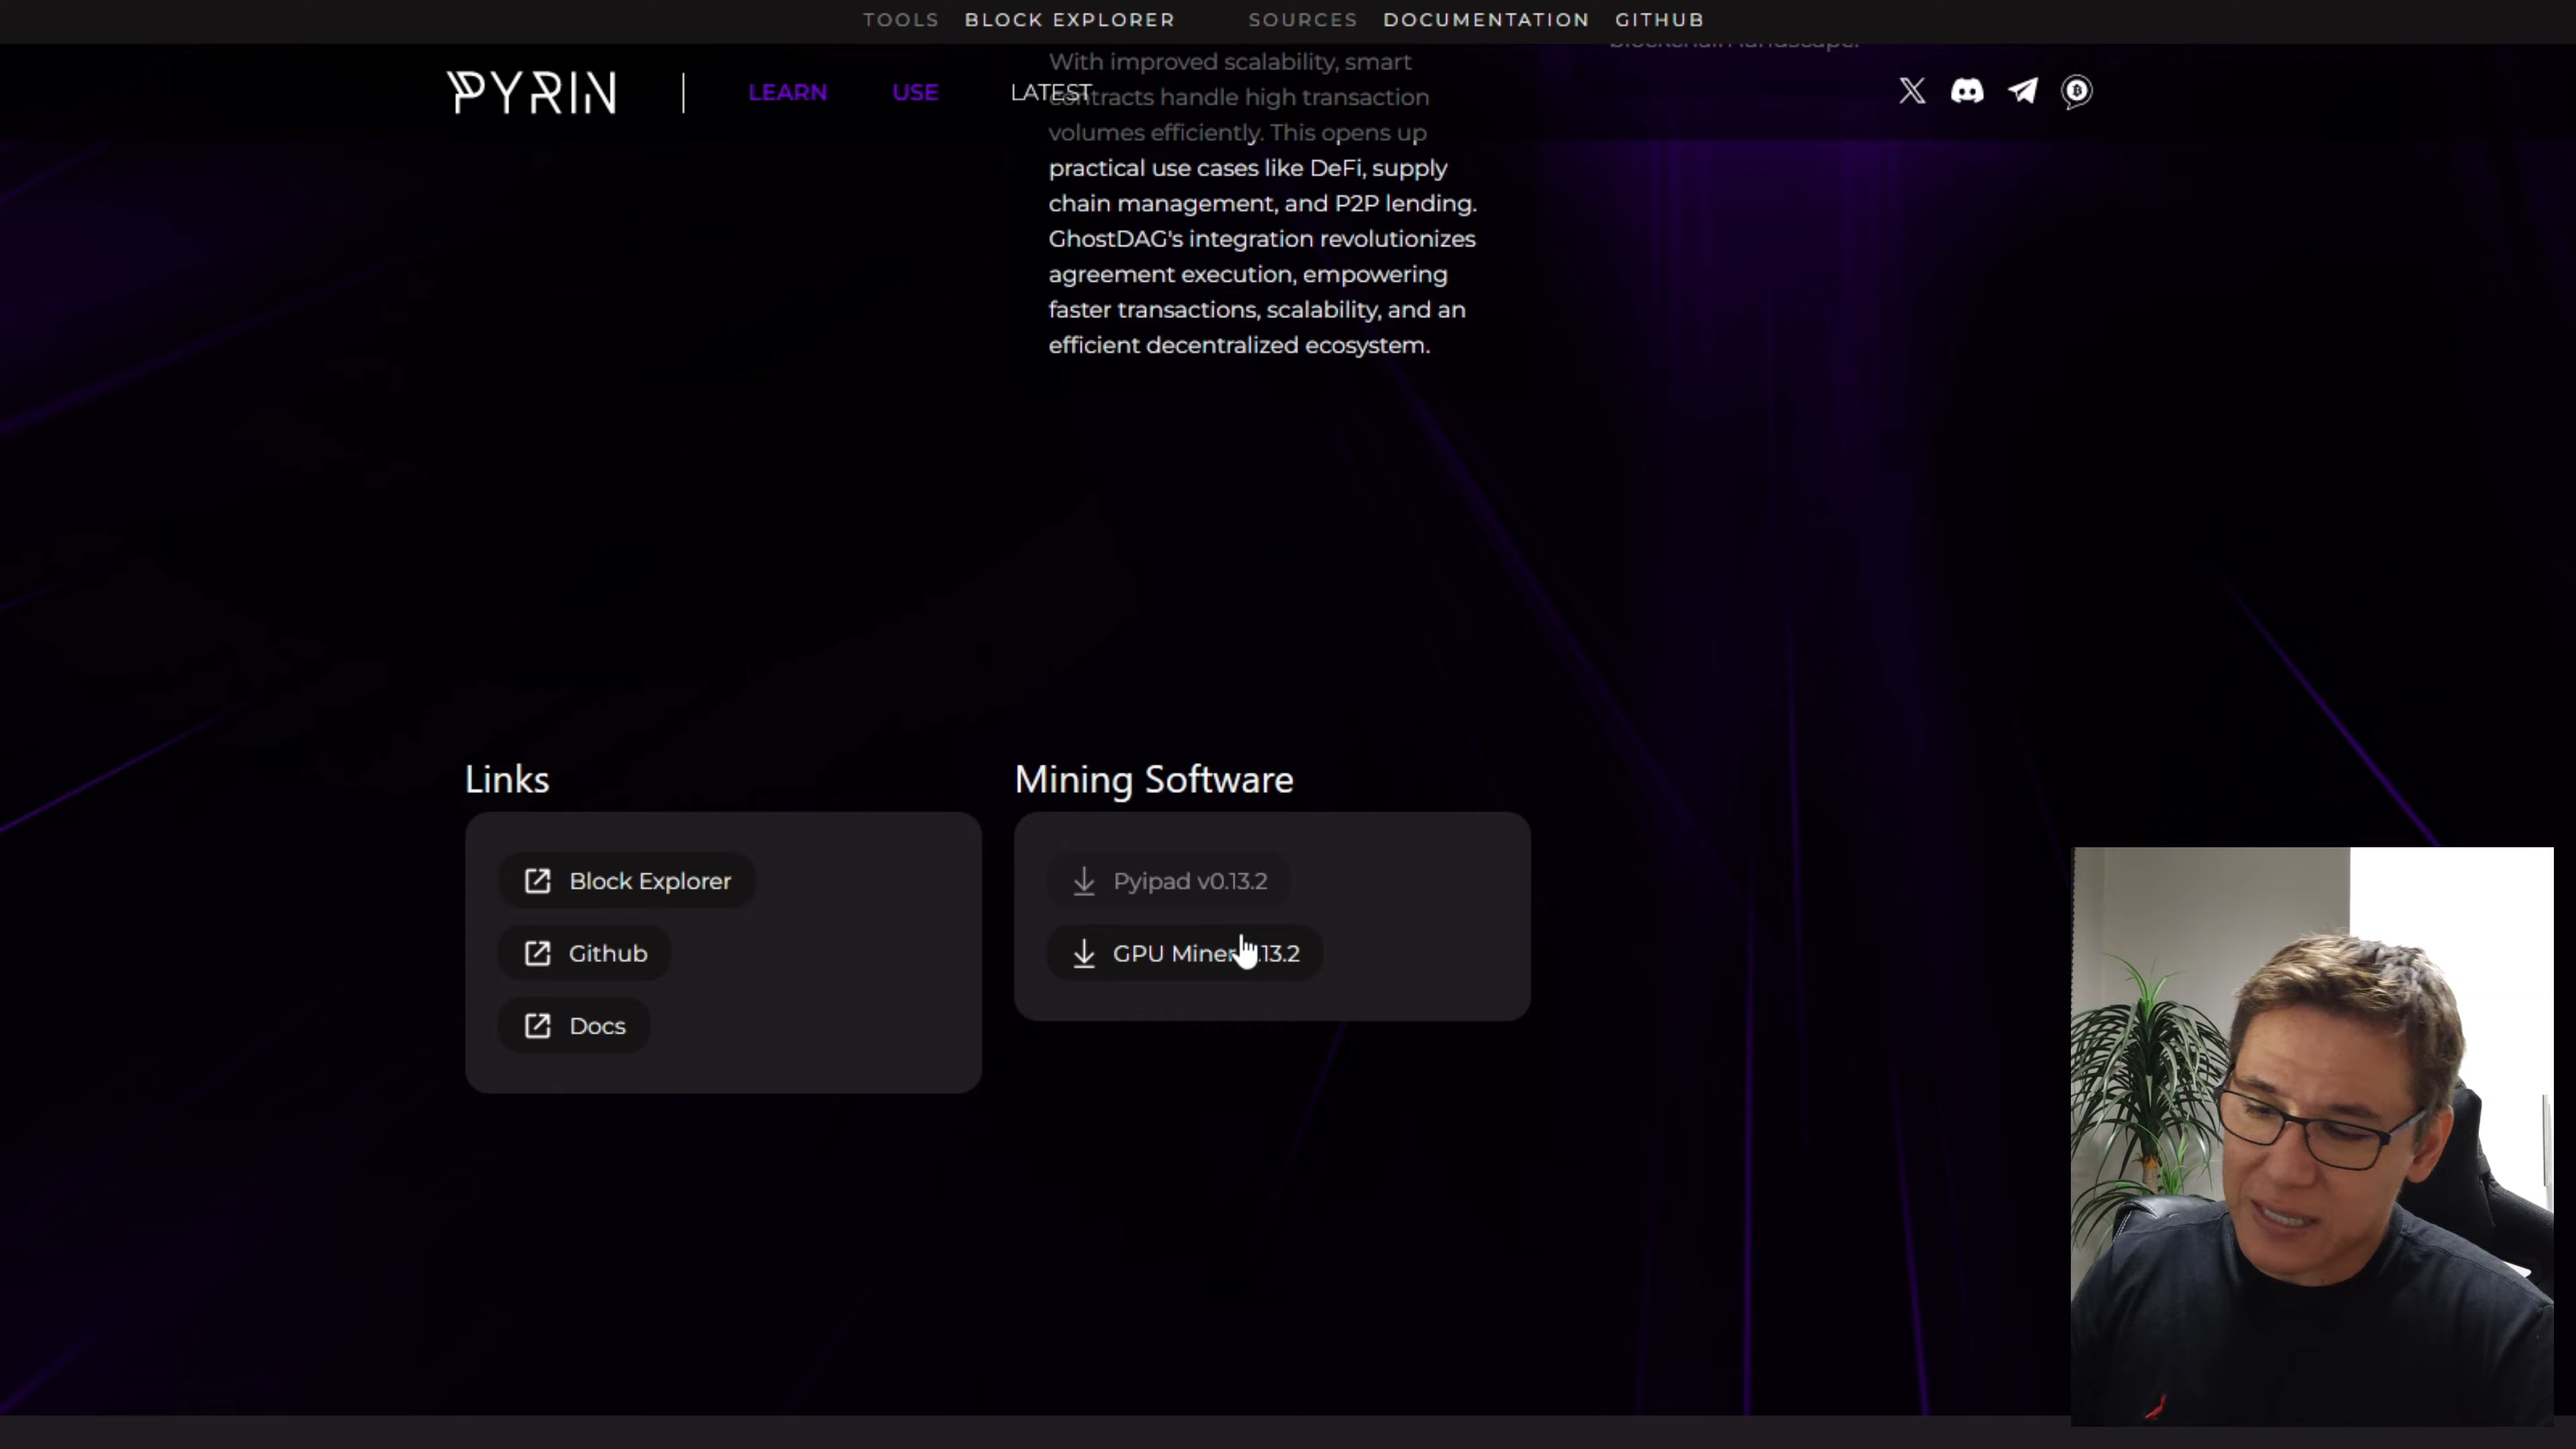 TOOLS BLOCK EXPLORER SOURCES DOCUMENTATION GITHUB
PYRIN LEARN USE LATEST
blockchain landscape.
With improved scalability, smart
contracts handle high transaction
volumes efficiently. This opens up
practical use cases like DeFi, supply
chain management, and P2P lending.
GhostDAG's integration revolutionizes
agreement execution, empowering
faster transactions, scalability, and an
efficient decentralized ecosystem.
Links
Block Explorer
Github
Docs
Mining Software
Pyipad v0.13.2
GPU Miner .13.2